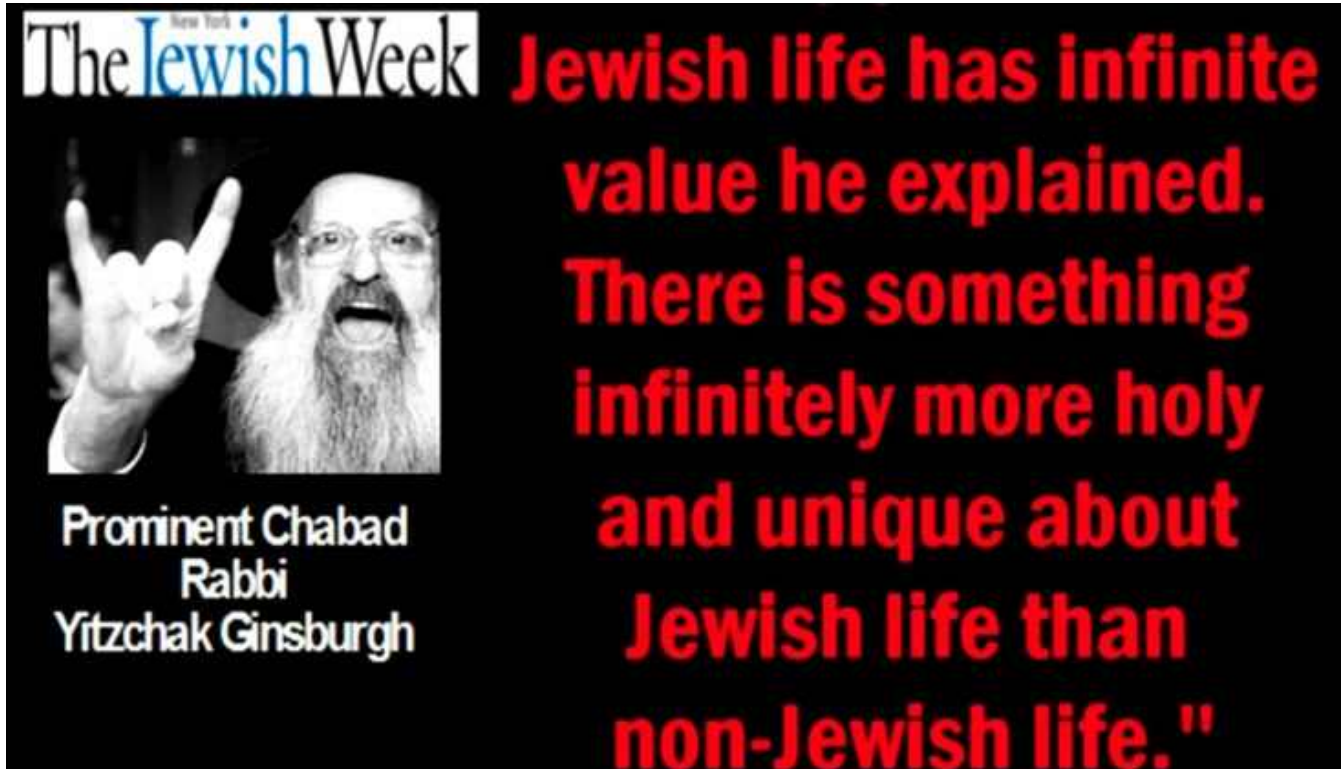 New York
The Jewish Week
Prominent Chabad
Rabbi
Yitzchak Ginsburgh
Jewish life has infinite
value he explained.
There is something
infinitely more holy
and unique about
Jewish life than
non-Jewish life."